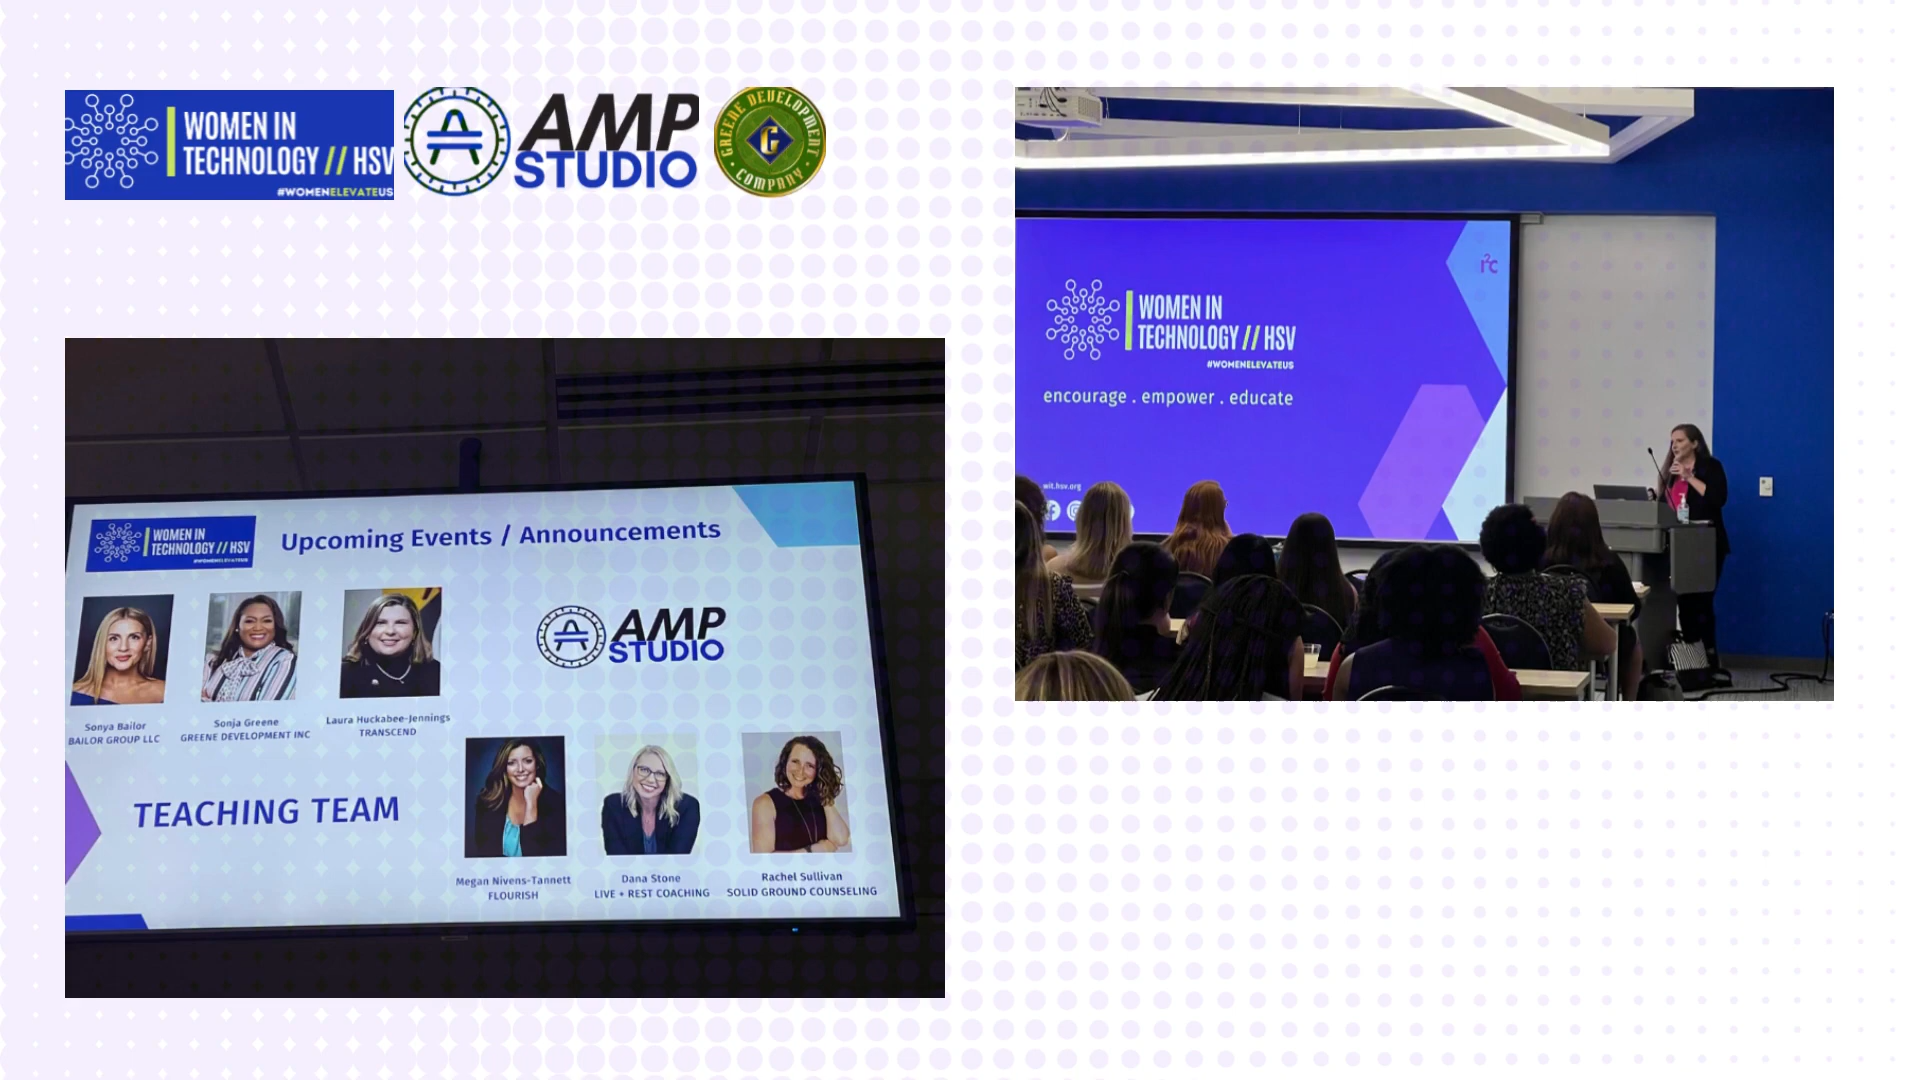 WOMEN IN
TECHNOLOGY // HSV
#WOMENELEVATEUS
AMP
STUDIO
GREENE DEVELOPMENT
COMPANY
G
WOMEN IN
TECHNOLOGY // HSV
#WOMENELEVATEUS
Upcoming Events / Announcements
AMP
STUDIO
Sonya Bailor
BAILOR GROUP LLC
Sonja Greene
GREENE DEVELOPMENT INC
Laura Huckabee-Jennings
TRANSCEND
TEACHING TEAM
Megan Nivens-Tannett
FLOURISH
Dana Stone
LIVE + REST COACHING
Rachel Sullivan
SOLID GROUND COUNSELING
I²C
WOMEN IN
TECHNOLOGY // HSV
#WOMENELEVATEUS
encourage . empower . educate
wit.hsv.org